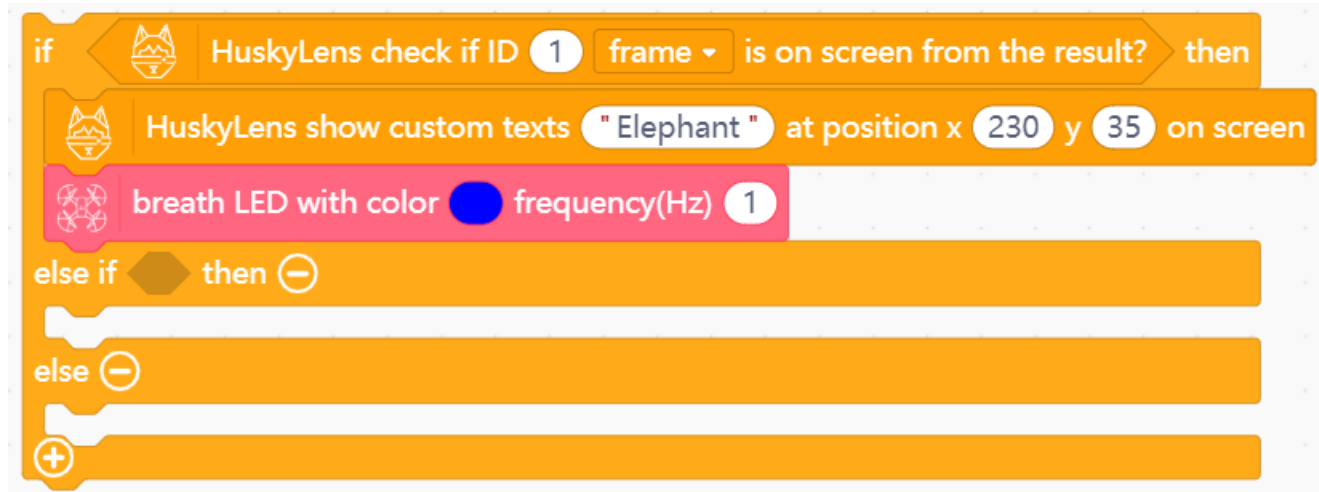 if HuskyLens check if ID 1 frame is on screen from the result? then
HuskyLens show custom texts "Elephant" at position x 230 y 35 on screen
breath LED with color frequency(Hz) 1
else if then
else